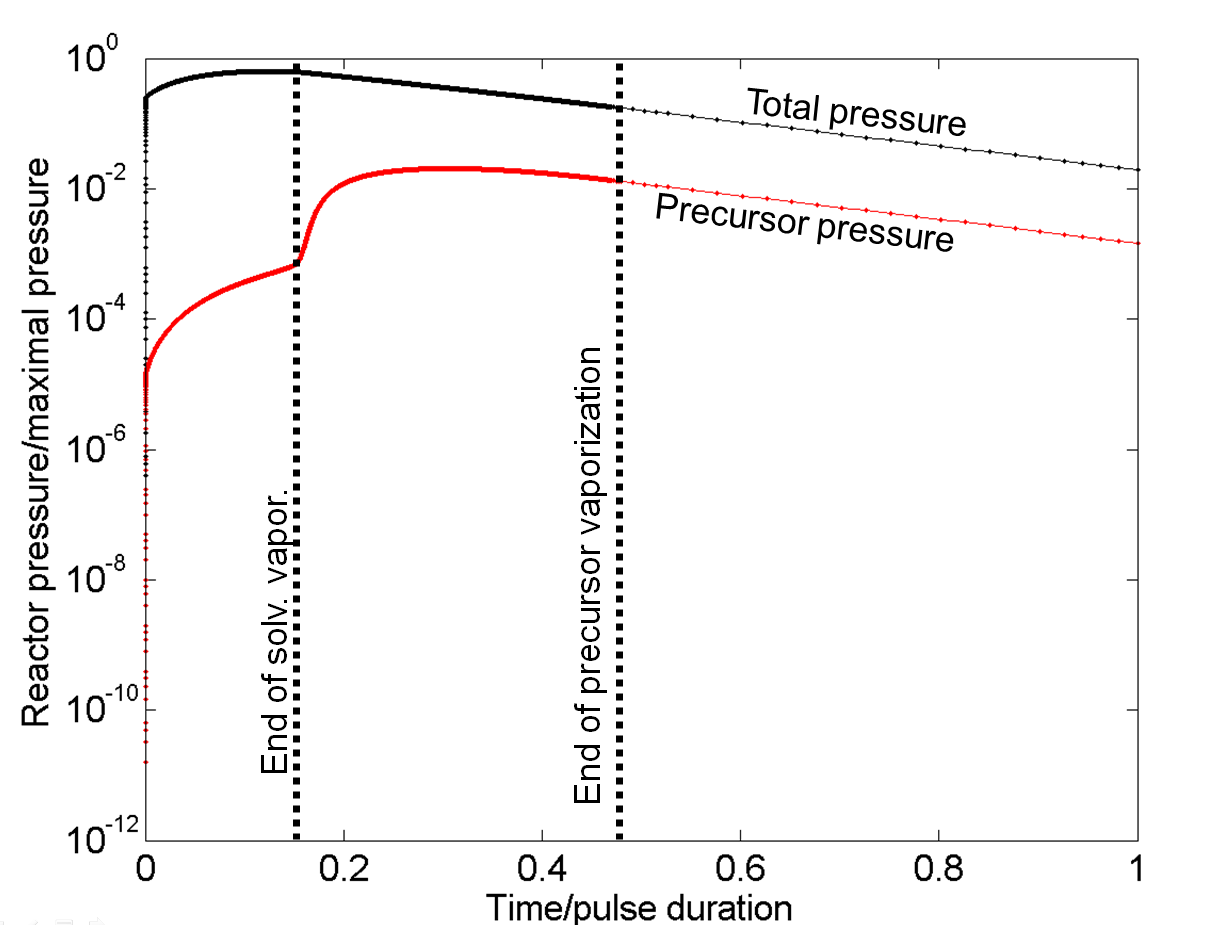 10^0
10^-2
10^-4
10^-6
10^-8
10^-10
10^-12
Reactor pressure/maximal pressure
Total pressure
Precursor pressure
End of solv. vapor.
End of precursor vaporization
0 0.2 0.4 0.6 0.8 1
Time/pulse duration